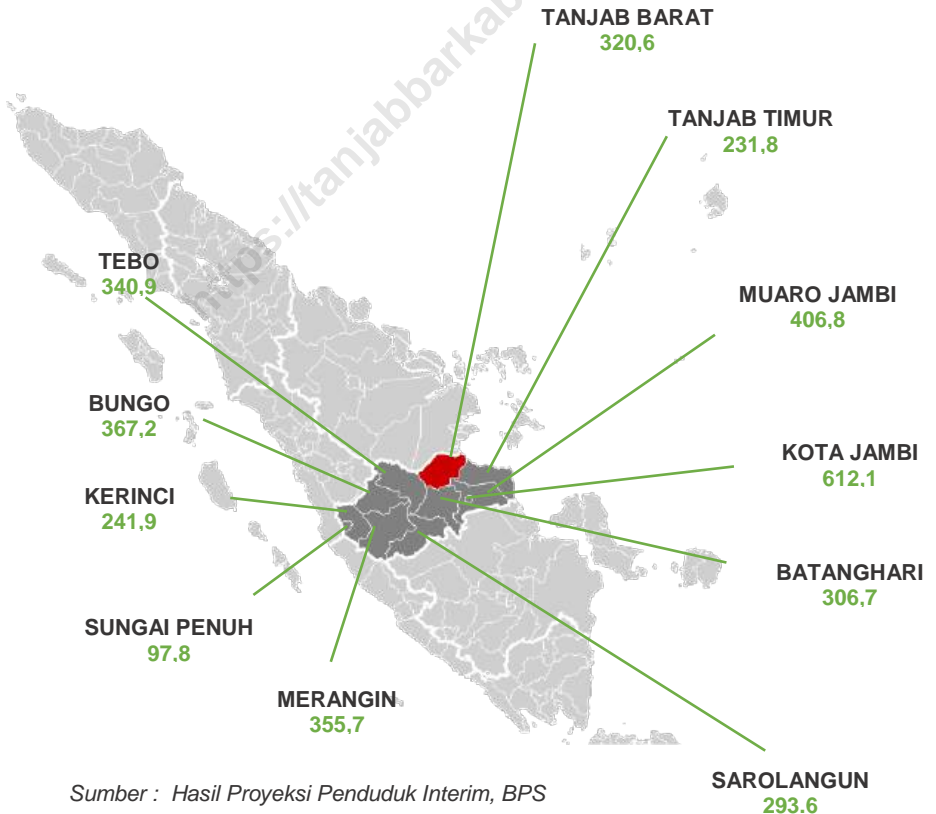 TANJAB BARAT
320,6
TANJAB TIMUR
231,8
TEBO
340,9
MUARO JAMBI
406,8
BUNGO
367,2
KOTA JAMBI
612,1
KERINCI
241,9
BATANGHARI
306,7
SUNGAI PENUH
97,8
MERANGIN
355,7
SAROLANGUN
293,6
Sumber : Hasil Proyeksi Penduduk Interim, BPS
https://tanjabbarkab